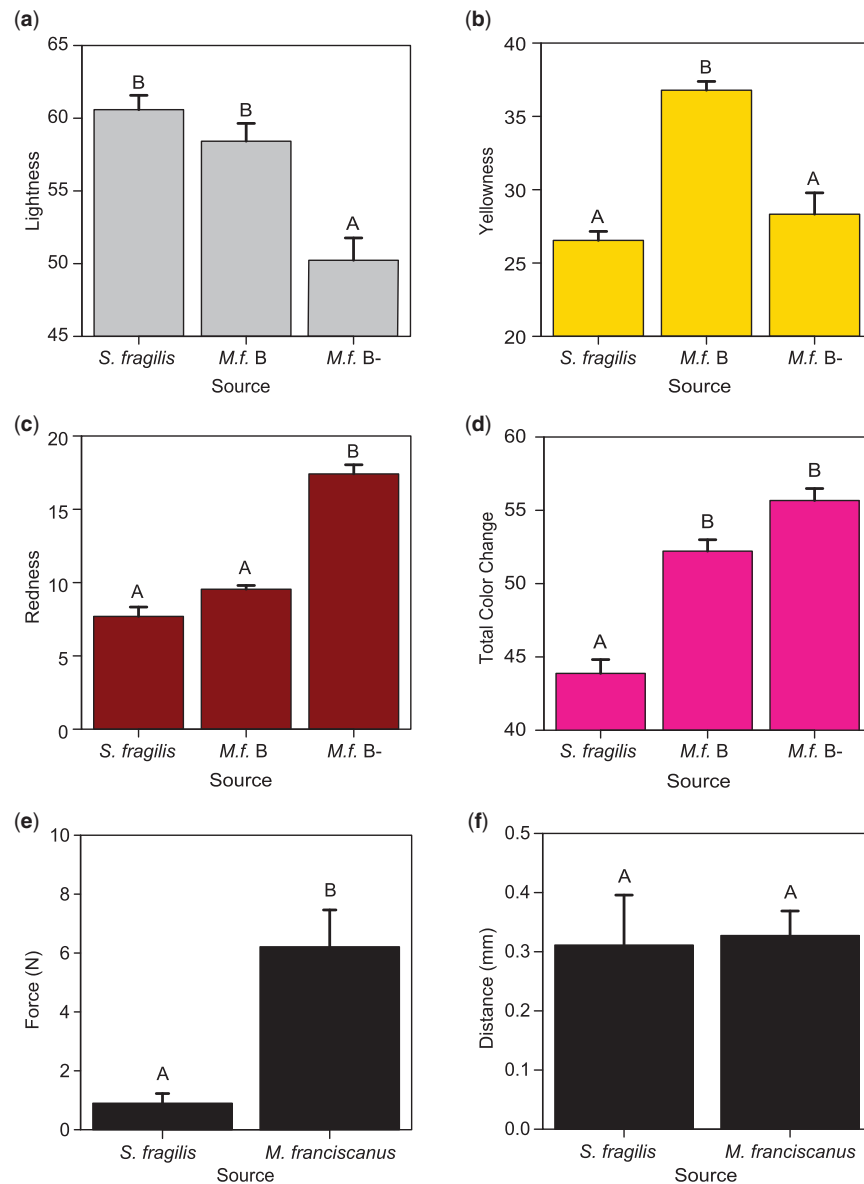 (a)
65
60
55
50
45
Lightness
B
B
A
S. fragilis M.f. B M.f. B-
Source
(b)
40
35
30
25
20
Yellowness
A
B
A
S. fragilis M.f. B M.f. B-
Source
(c)
20
15
10
5
0
Redness
A
A
B
S. fragilis M.f. B M.f. B-
Source
(d)
60
55
50
45
40
Total Color Change
A
B
B
S. fragilis M.f. B M.f. B-
Source
(e)
10
8
6
4
2
0
Force (N)
A
B
S. fragilis M. franciscanus
Source
(f)
0.5
0.4
0.3
0.2
0.1
0.0
Distance (mm)
A
A
S. fragilis M. franciscanus
Source